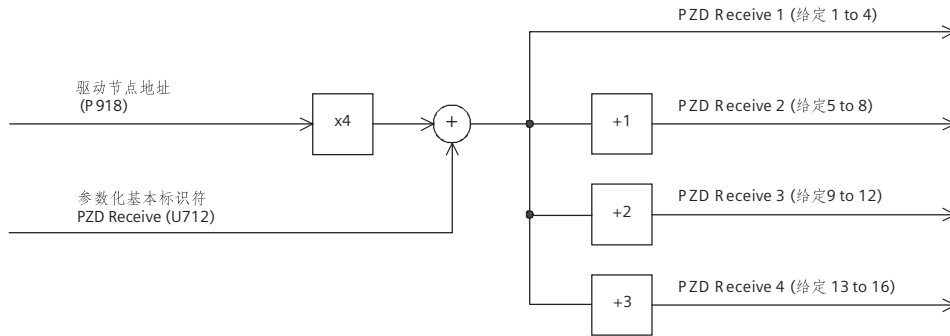 PZD Receive 1 (给定 1 to 4)
驱动节点地址
(P918)
x4
+
+1
PZD Receive 2 (给定5 to 8)
参数化基本标识符
PZD Receive (U712)
+2
PZD Receive 3 (给定9 to 12)
+3
PZD Receive 4 (给定 13 to 16)